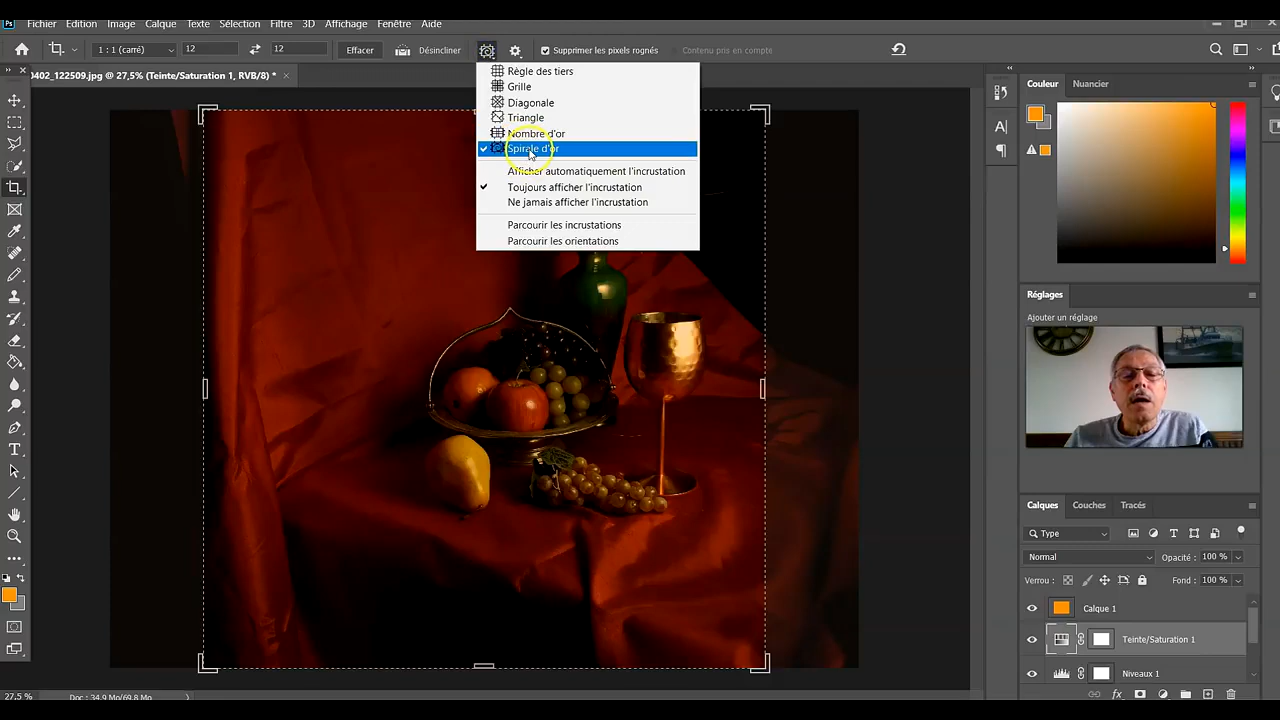 Ps Fichier Edition Image Calque Texte Sélection Filtre 3D Affichage Fenêtre Aide
1 : 1 (carré) 12 12 Effacer Désincliner Supprimer les pixels rognés Contenu pris en compte
0402_122509.jpg @ 27,5% (Teinte/Saturation 1, RVB/8) * ×
Règle des tiers
Grille
Diagonale
Triangle
Nombre d'or
Spirale d'or
Afficher automatiquement l'incrustation
Toujours afficher l'incrustation
Ne jamais afficher l'incrustation
Parcourir les incrustations
Parcourir les orientations
Couleur Nuancier
Réglages
Ajouter un réglage
Calques Couches Tracés
Type
Normal Opacité : 100 %
Verrou : Fond : 100 %
Calque 1
Teinte/Saturation 1
Niveaux 1
fx
27,5 % Doc : 34,9 Mo/69,8 Mo